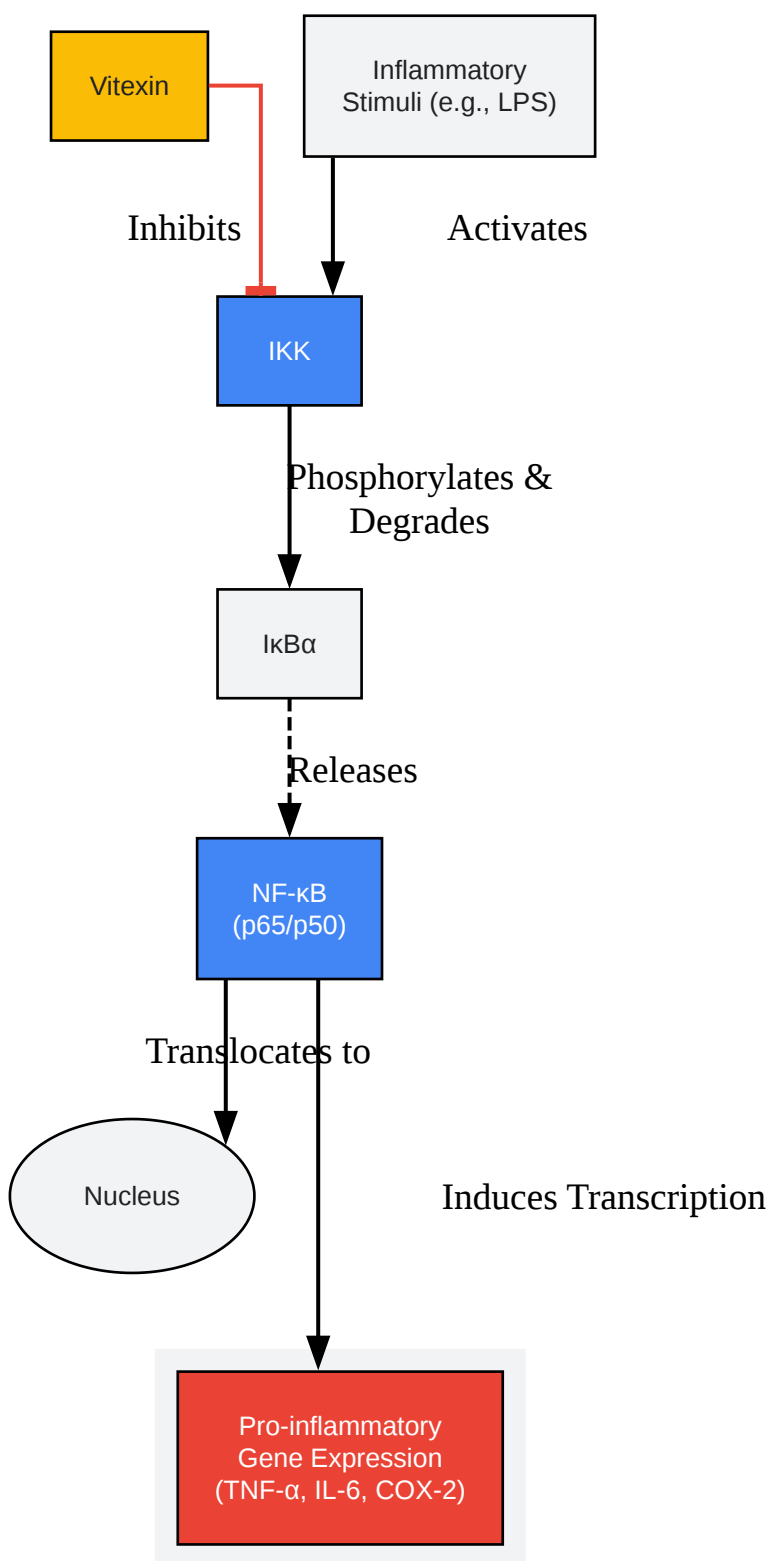 Vitexin
Inflammatory
Stimuli (e.g., LPS)
Inhibits
Activates
IKK
Phosphorylates &
Degrades
IκBα
Releases
NF-κB
(p65/p50)
Translocates to
Nucleus
Induces Transcription
Pro-inflammatory
Gene Expression
(TNF-α, IL-6, COX-2)